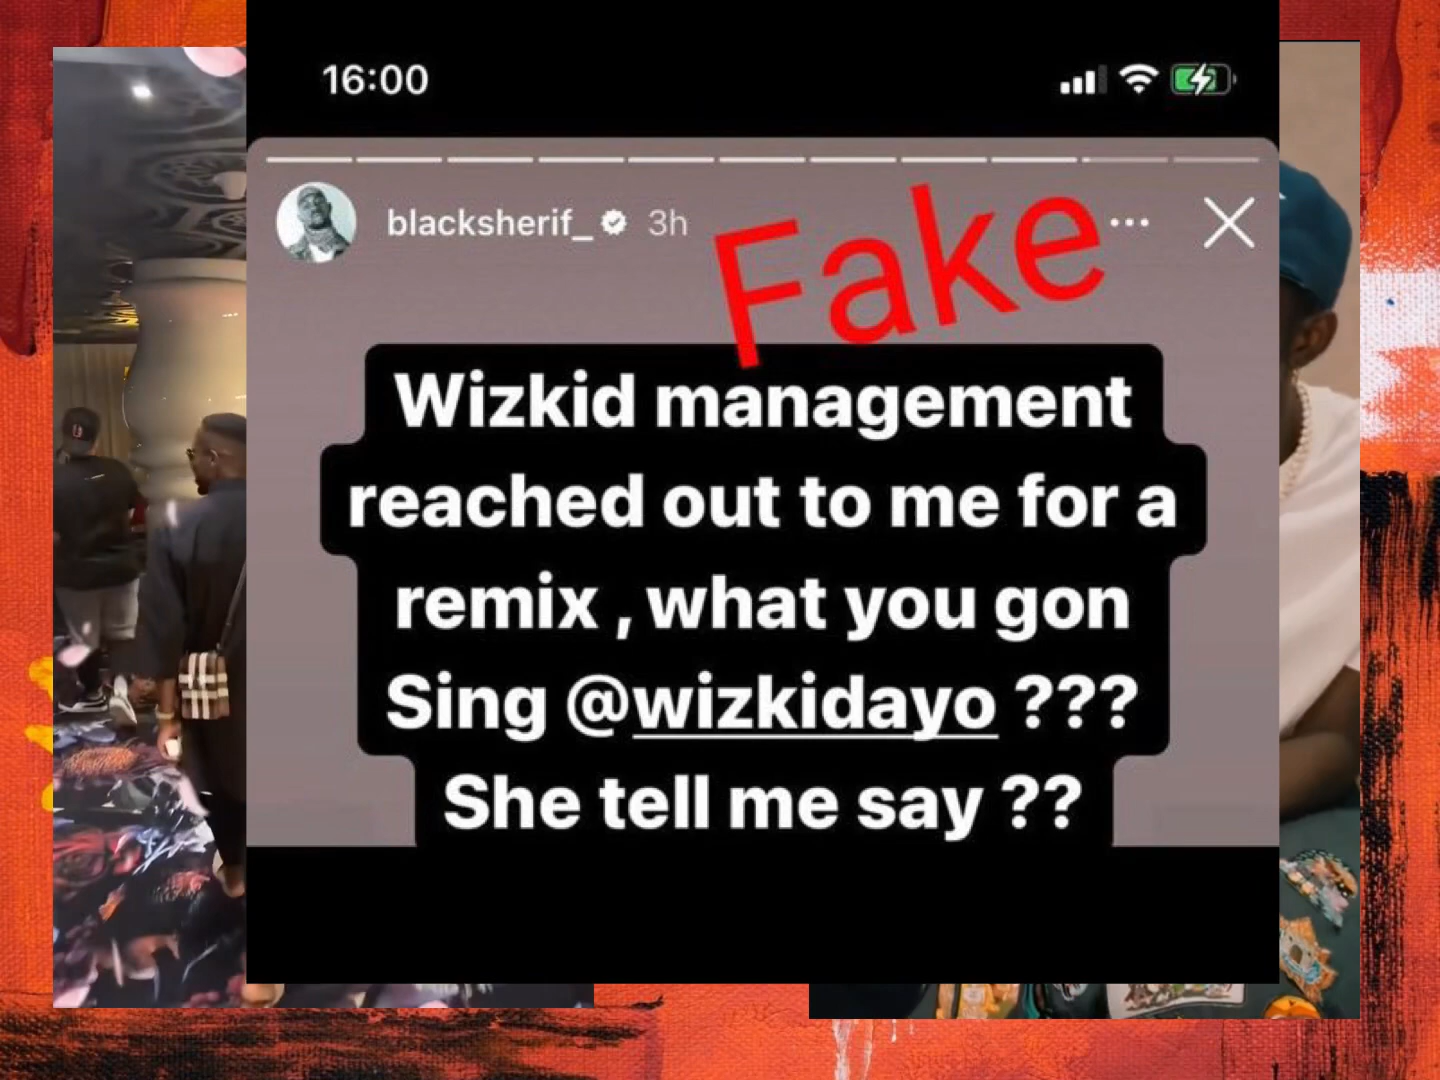 16:00
blacksherif_ 3h
Fake
Wizkid management
reached out to me for a
remix , what you gon
Sing @wizkidayo ???
She tell me say ??